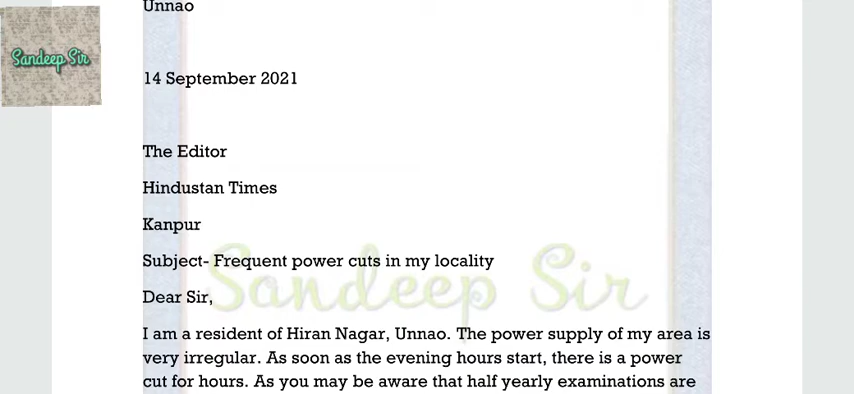 Unnao
Sandeep Sir
14 September 2021
The Editor
Hindustan Times
Kanpur
Sandeep Sir
Subject- Frequent power cuts in my locality
Dear Sir,
I am a resident of Hiran Nagar, Unnao. The power supply of my area is
very irregular. As soon as the evening hours start, there is a power
cut for hours. As you may be aware that half yearly examinations are